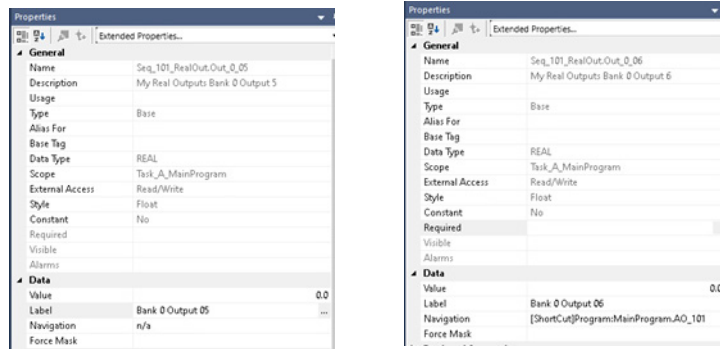 Properties
Extended Properties...
General
Name Seq_101_RealOut.Out_0_05
Description My Real Outputs Bank 0 Output 5
Usage
Type Base
Alias For
Base Tag
Data Type REAL
Scope Task_A_MainProgram
External Access Read/Write
Style Float
Constant No
Required
Visible
Alarms
Data
Value 0.0
Label Bank 0 Output 05 ...
Navigation n/a
Force Mask
Properties
Extended Properties...
General
Name Seq_101_RealOut.Out_0_06
Description My Real Outputs Bank 0 Output 6
Usage
Type Base
Alias For
Base Tag
Data Type REAL
Scope Task_A_MainProgram
External Access Read/Write
Style Float
Constant No
Required
Visible
Alarms
Data
Value 0.0
Label Bank 0 Output 06
Navigation [ShortCut]Program:MainProgram.AO_101
Force Mask